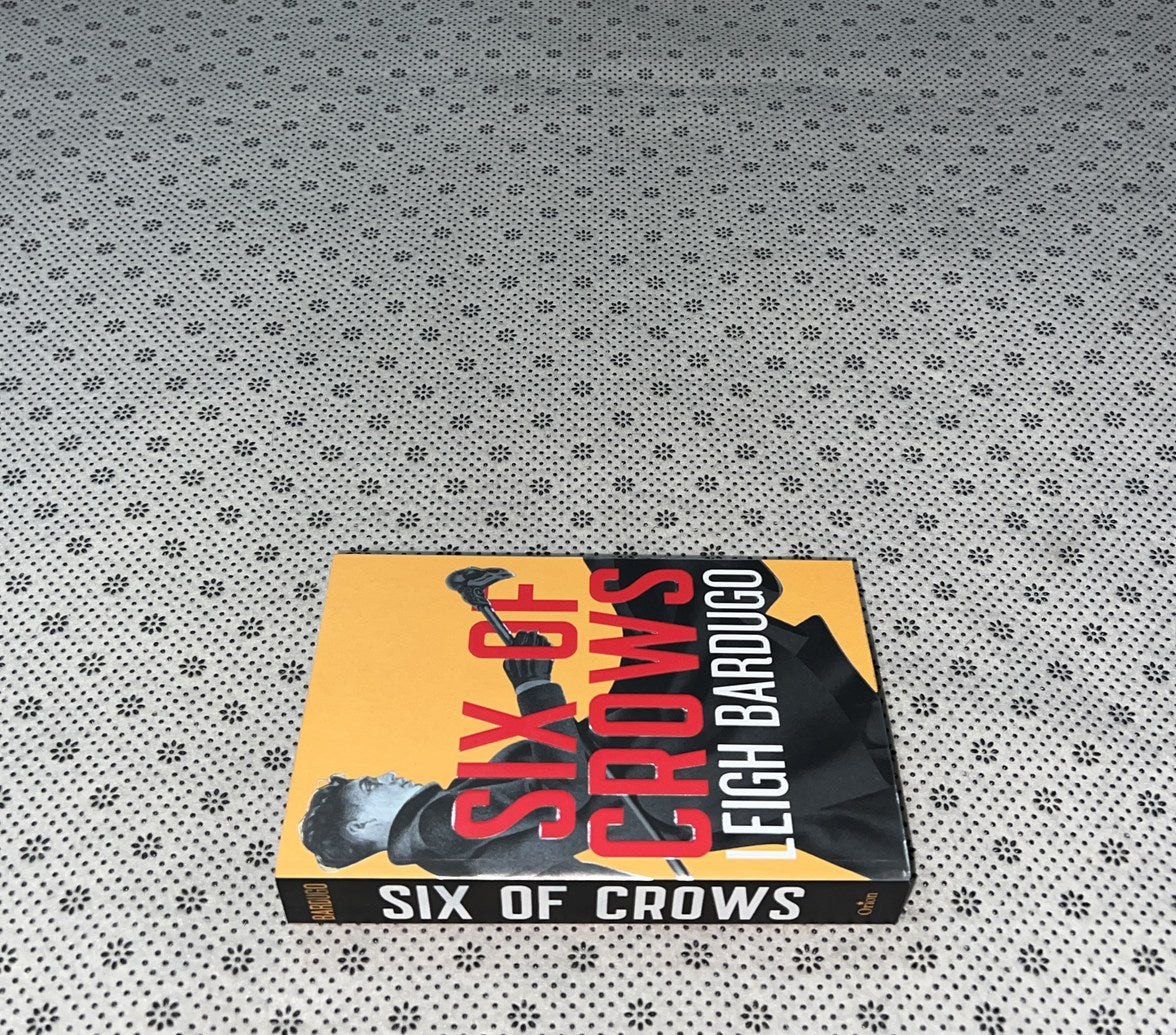 SIX OF
CROWS
LEIGH BARDUGO
BARDUGO
SIX OF CROWS
Orion